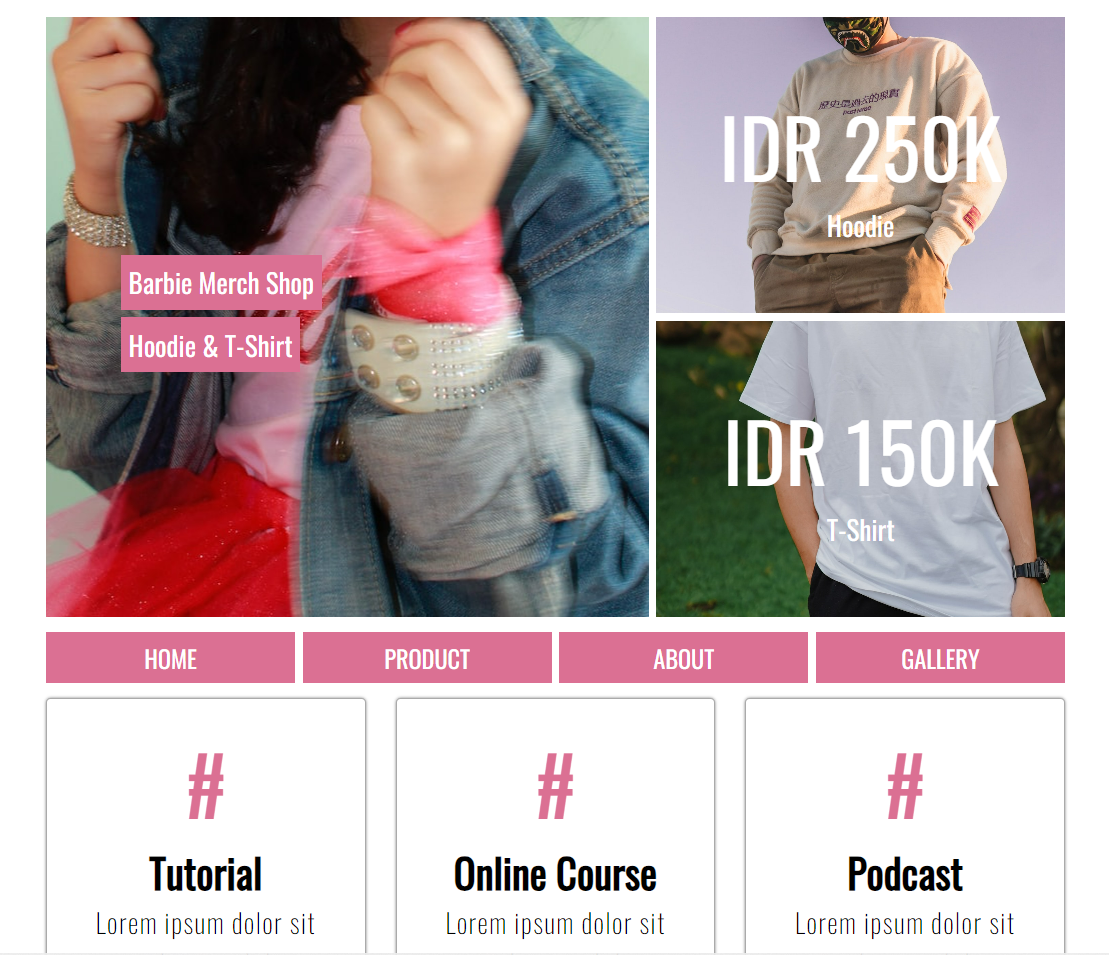 Barbie Merch Shop
Hoodie & T-Shirt
IDR 250K
Hoodie
IDR 150K
T-Shirt
HOME
PRODUCT
ABOUT
GALLERY
#
Tutorial
Lorem ipsum dolor sit
#
Online Course
Lorem ipsum dolor sit
#
Podcast
Lorem ipsum dolor sit